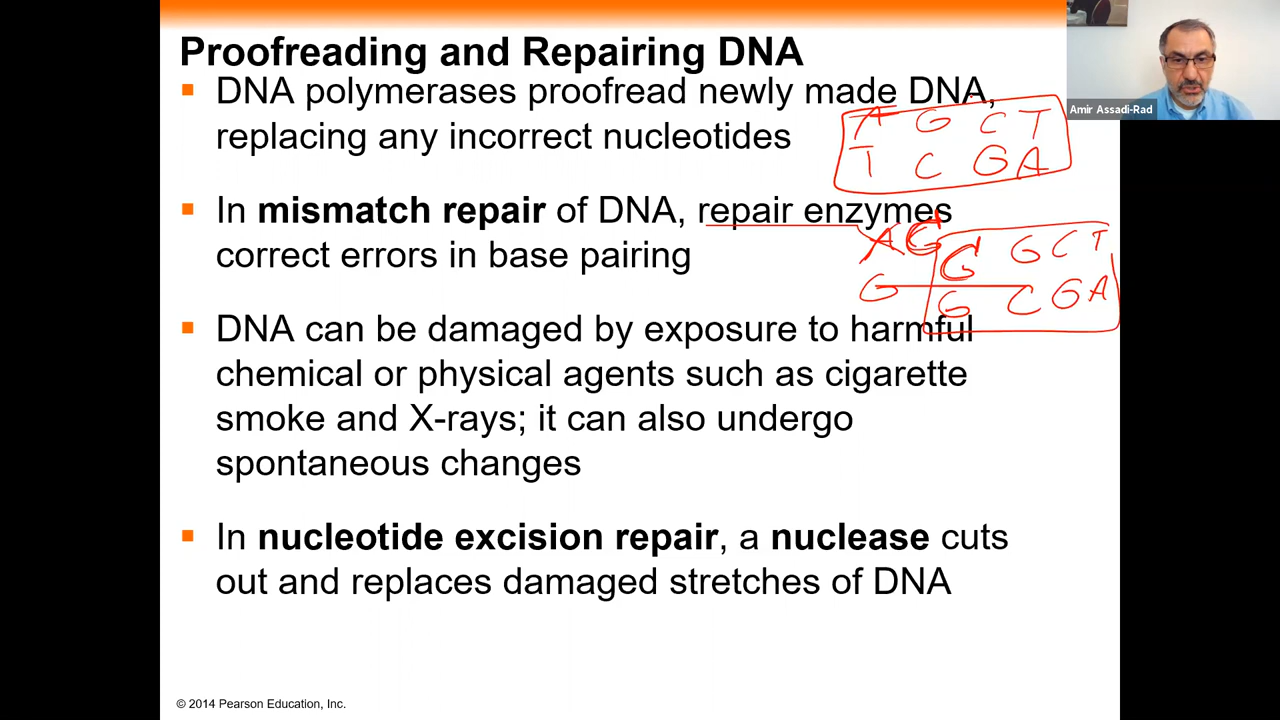 Proofreading and Repairing DNA
Amir Assadi-Rad
▪ DNA polymerases proofread newly made DNA,
replacing any incorrect nucleotides
A G C T
T C G A
▪ In mismatch repair of DNA, repair enzymes
correct errors in base pairing
A G G G C T
G G C G A
▪ DNA can be damaged by exposure to harmful
chemical or physical agents such as cigarette
smoke and X-rays; it can also undergo
spontaneous changes
▪ In nucleotide excision repair, a nuclease cuts
out and replaces damaged stretches of DNA
© 2014 Pearson Education, Inc.